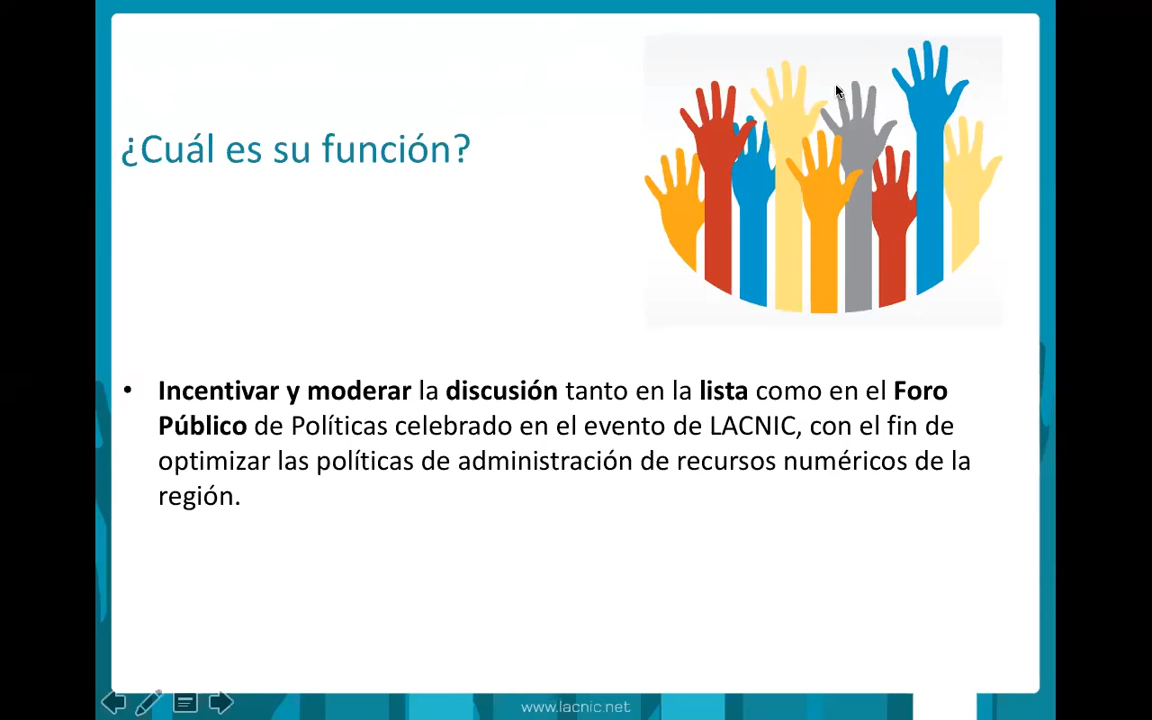 ¿Cuál es su función?
• Incentivar y moderar la discusión tanto en la lista como en el Foro
Público de Políticas celebrado en el evento de LACNIC, con el fin de
optimizar las políticas de administración de recursos numéricos de la
región.
www.lacnic.net